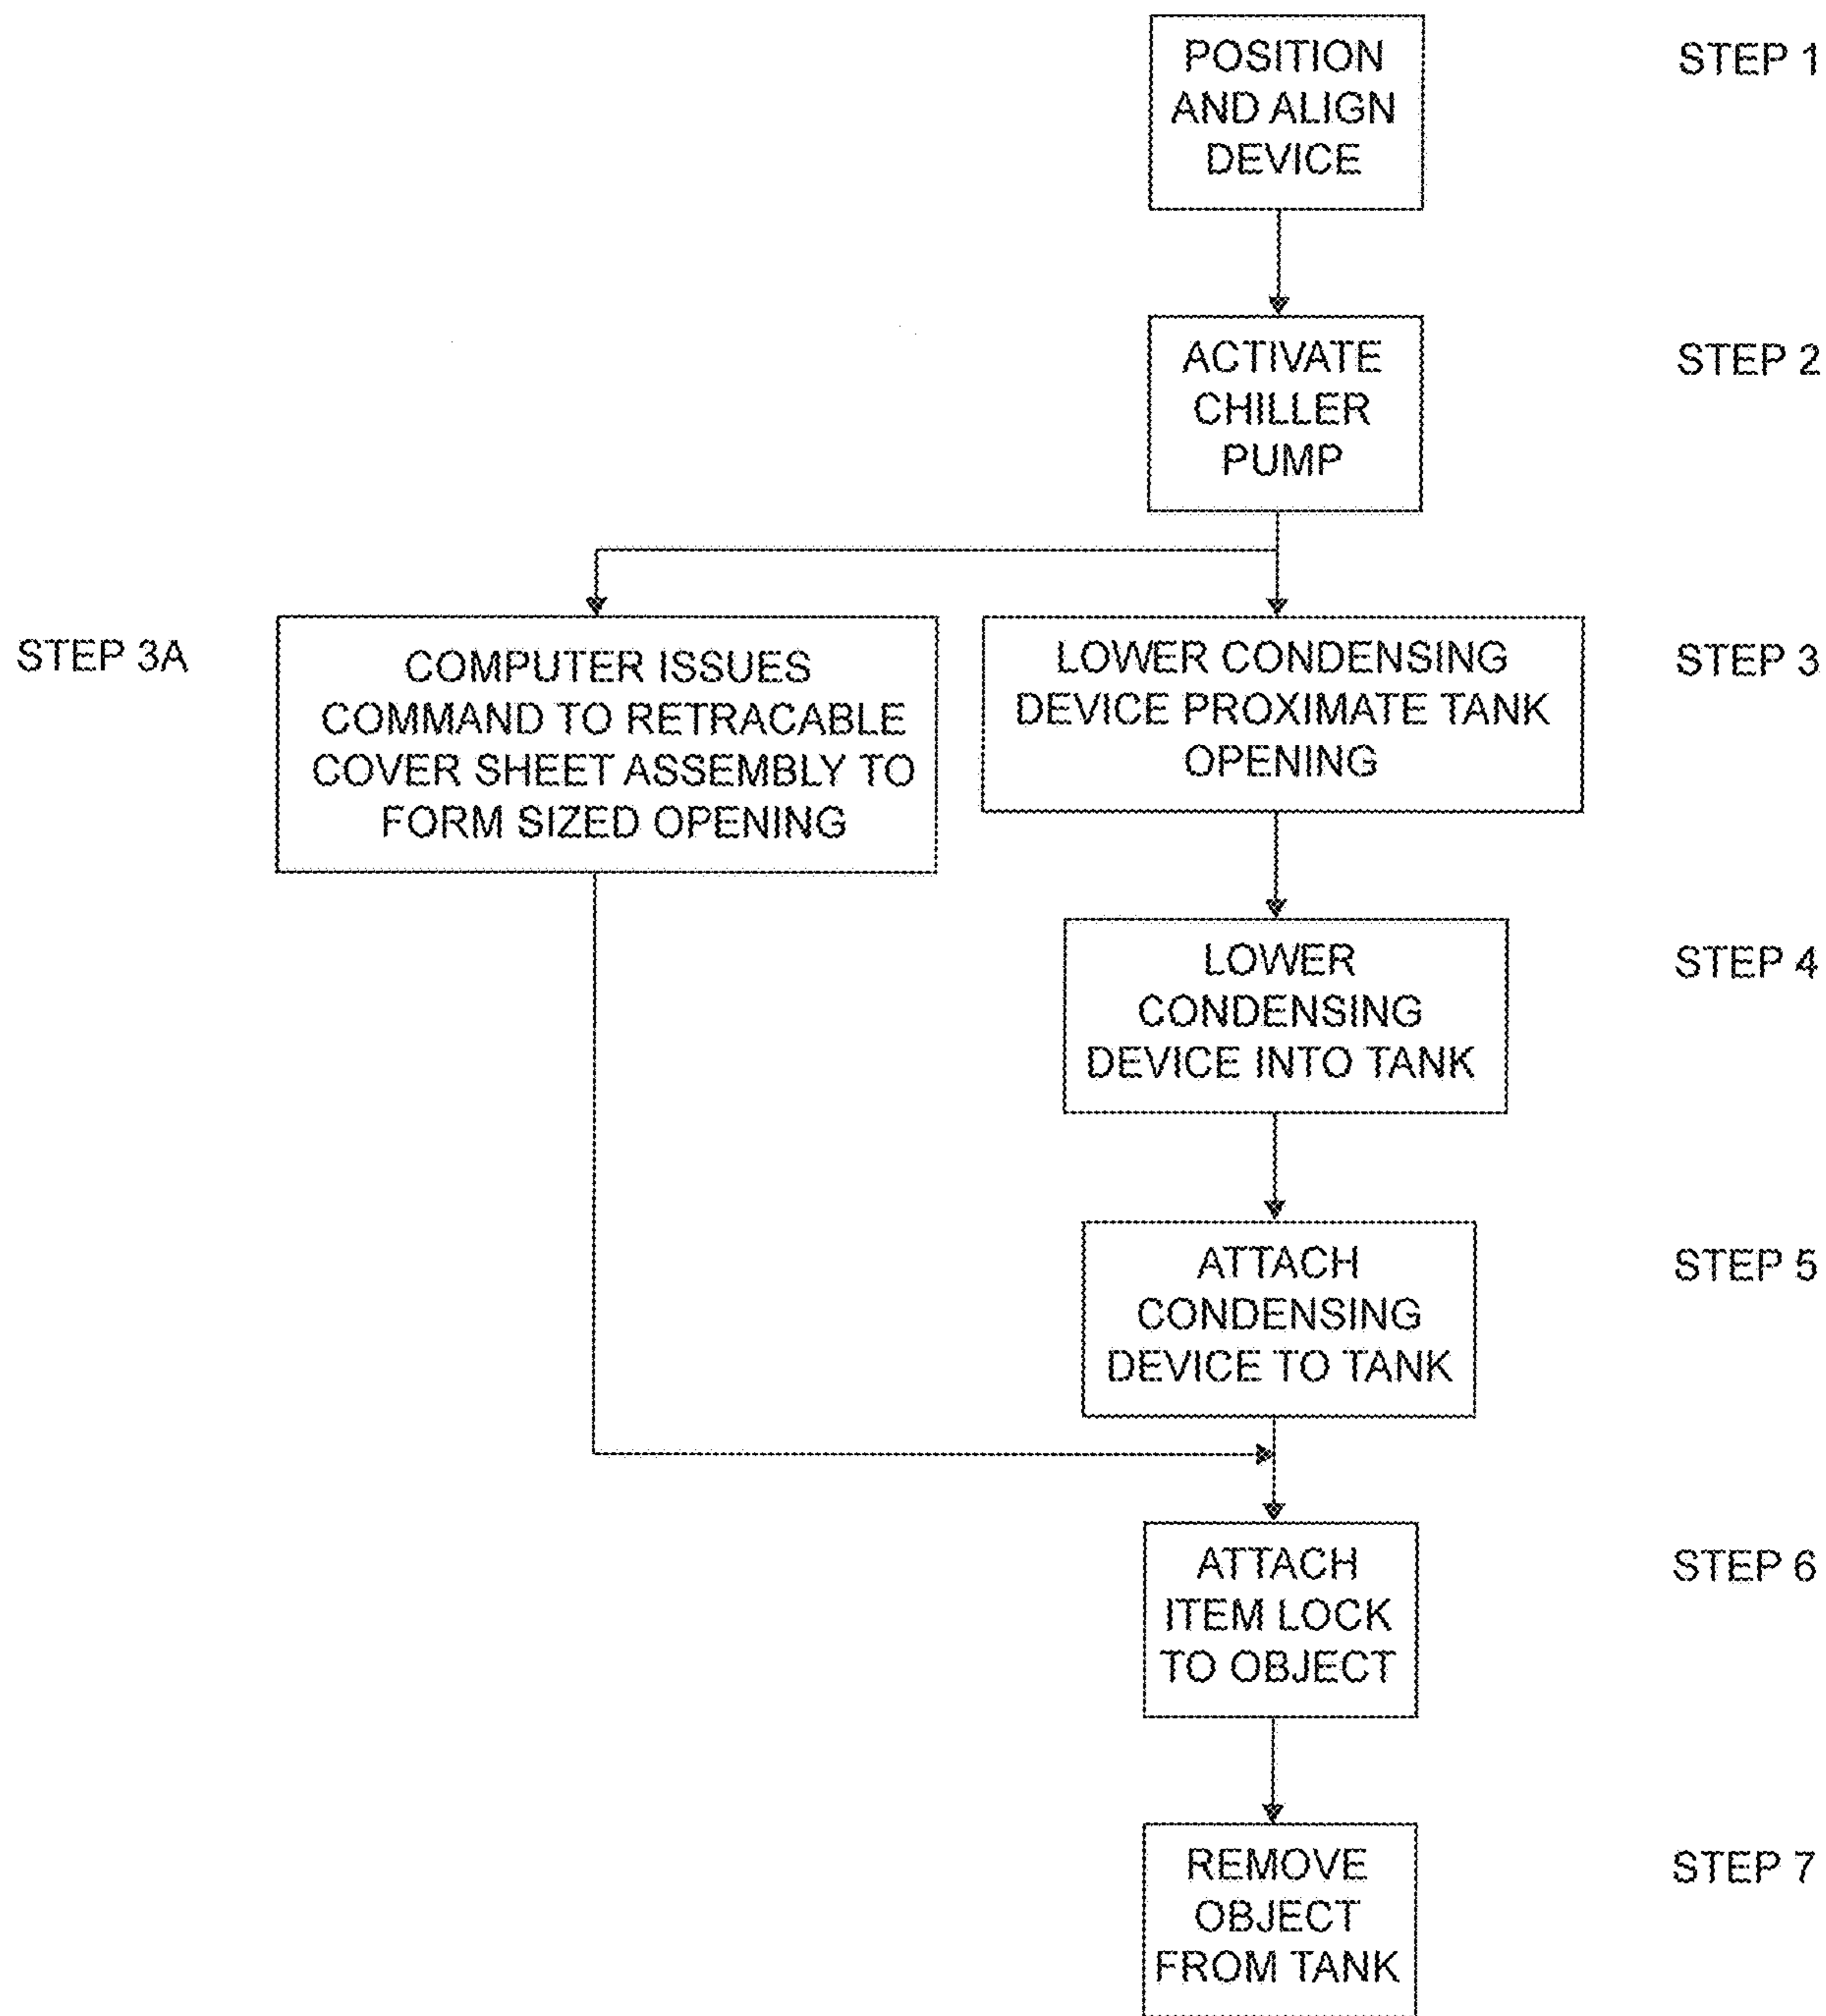 POSITION
AND ALIGN
DEVICE
STEP 1
ACTIVATE
CHILLER
PUMP
STEP 2
STEP 3A
COMPUTER ISSUES
COMMAND TO RETRACABLE
COVER SHEET ASSEMBLY TO
FORM SIZED OPENING
LOWER CONDENSING
DEVICE PROXIMATE TANK
OPENING
STEP 3
LOWER
CONDENSING
DEVICE INTO TANK
STEP 4
ATTACH
CONDENSING
DEVICE TO TANK
STEP 5
ATTACH
ITEM LOCK
TO OBJECT
STEP 6
REMOVE
OBJECT
FROM TANK
STEP 7